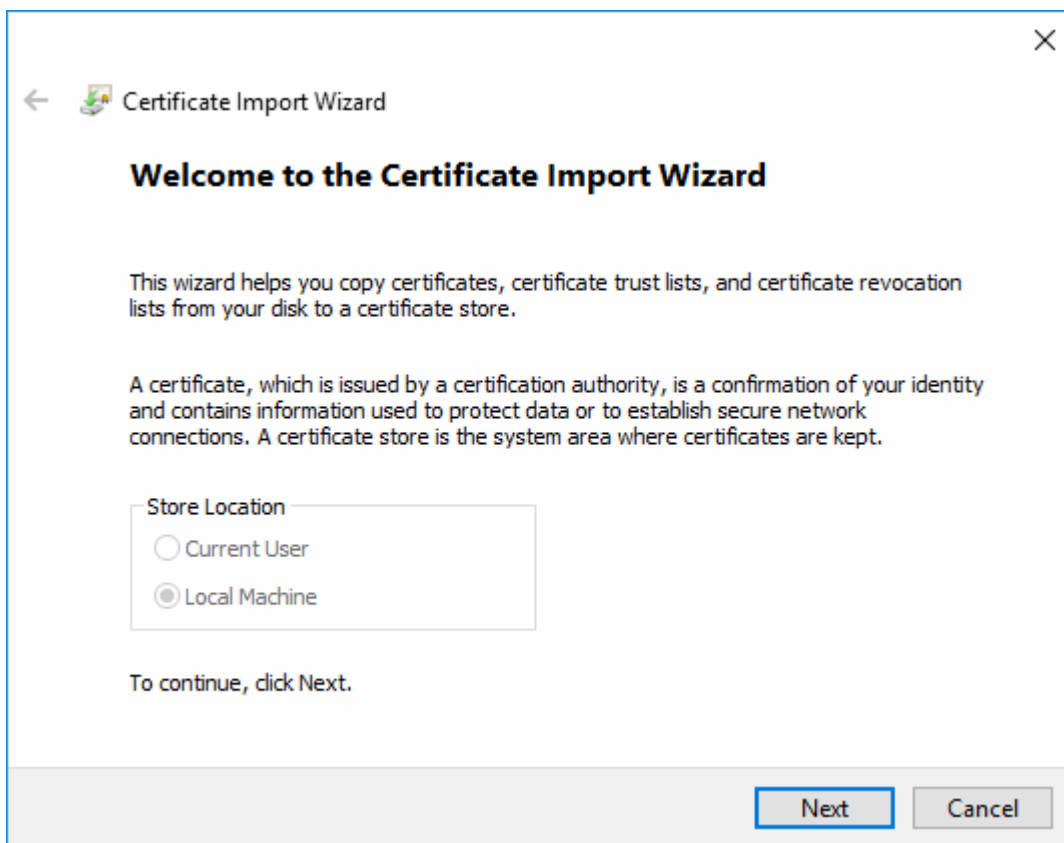 Certificate Import Wizard
Welcome to the Certificate Import Wizard
This wizard helps you copy certificates, certificate trust lists, and certificate revocation
lists from your disk to a certificate store.
A certificate, which is issued by a certification authority, is a confirmation of your identity
and contains information used to protect data or to establish secure network
connections. A certificate store is the system area where certificates are kept.
Store Location
Current User
Local Machine
To continue, click Next.
Next
Cancel